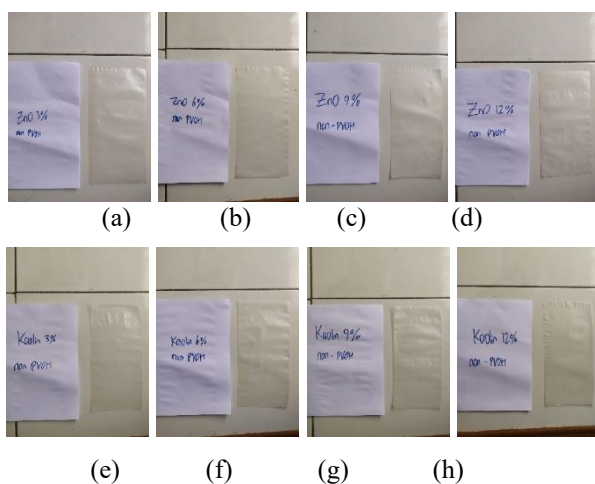 ZnO 3%
non PVOH
ZnO 6%
non PVOH
ZnO 9%
non-PVOH
ZnO 12%
non PVOH
(a) (b) (c) (d)
Kaolin 3%
non PVOH
Kaolin 6%
non PVOH
Kaolin 9%
non-PVOH
Kaolin 12%
non-PVOH
(e) (f) (g) (h)